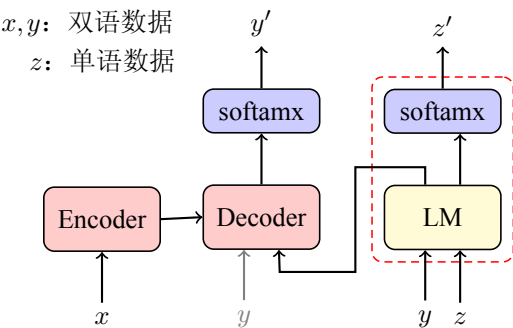 x, y: 双语数据
z: 单语数据
y′
z′
softamx
softamx
Encoder
Decoder
LM
x
y
y
z